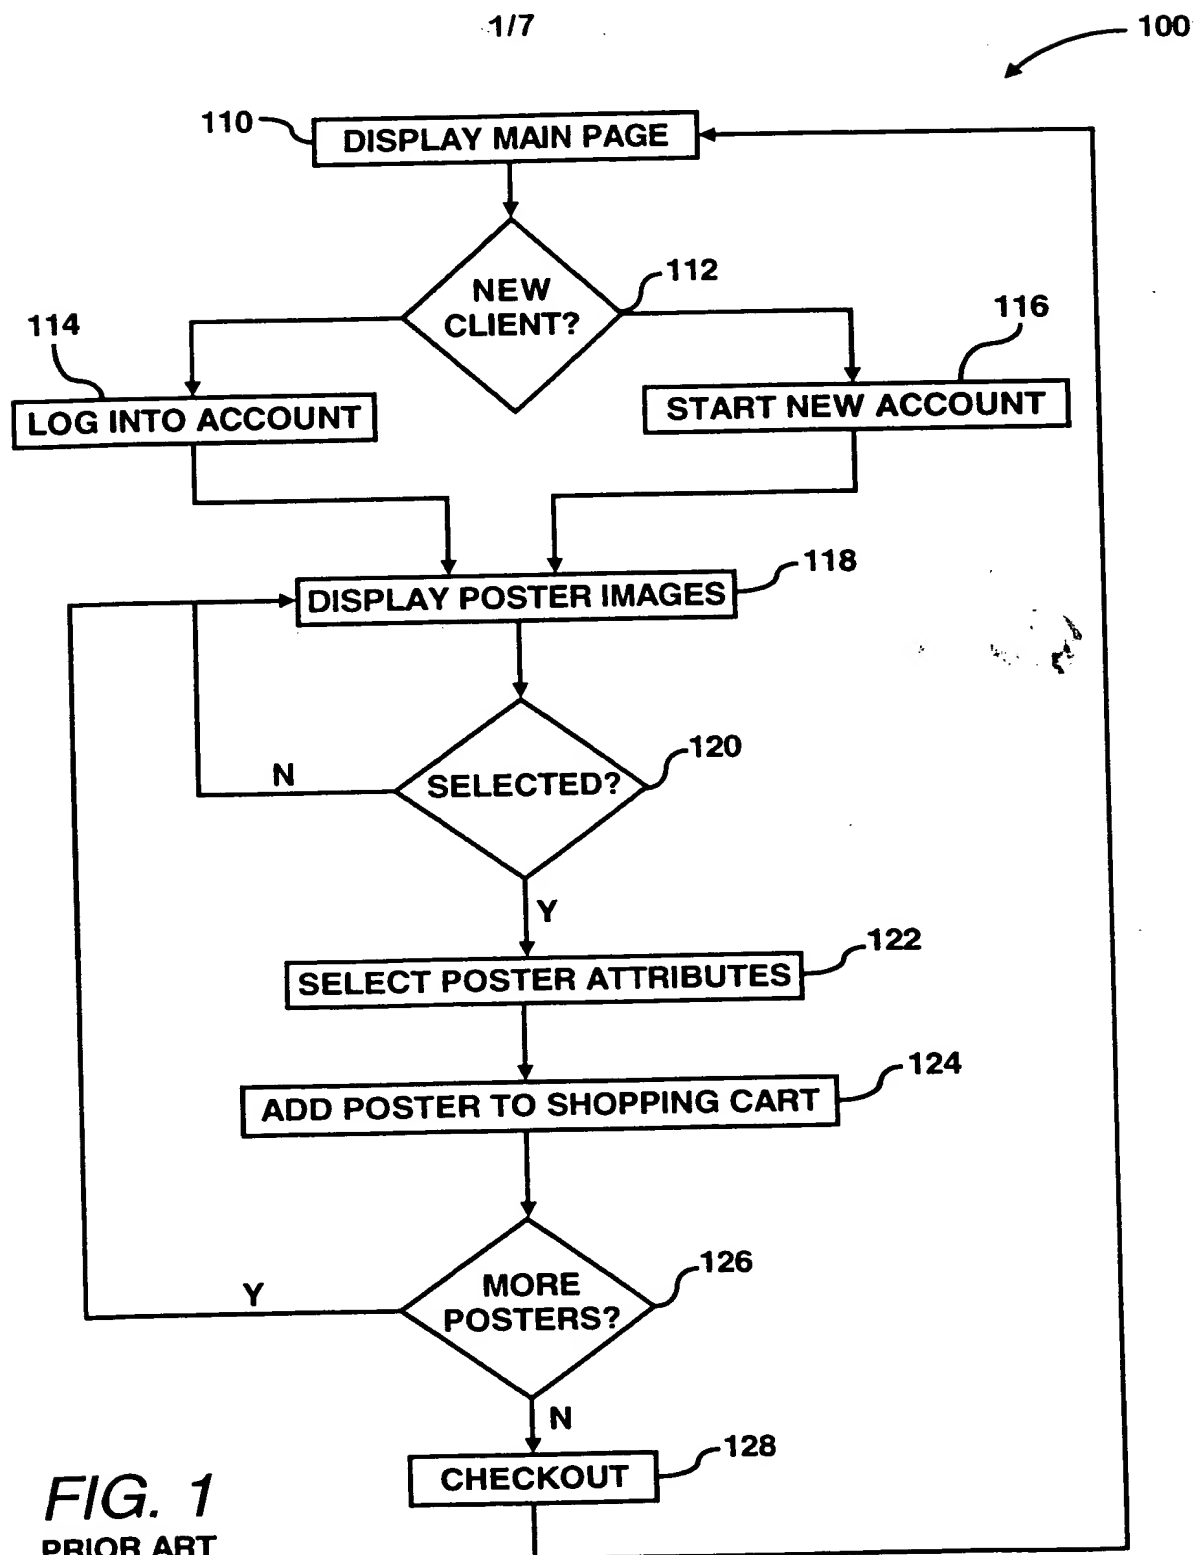 1/7
100
110
DISPLAY MAIN PAGE
NEW
CLIENT?
112
114
116
LOG INTO ACCOUNT
START NEW ACCOUNT
118
DISPLAY POSTER IMAGES
120
SELECTED?
N
Y
122
SELECT POSTER ATTRIBUTES
124
ADD POSTER TO SHOPPING CART
126
MORE
POSTERS?
Y
N
128
CHECKOUT
FIG. 1
PRIOR ART